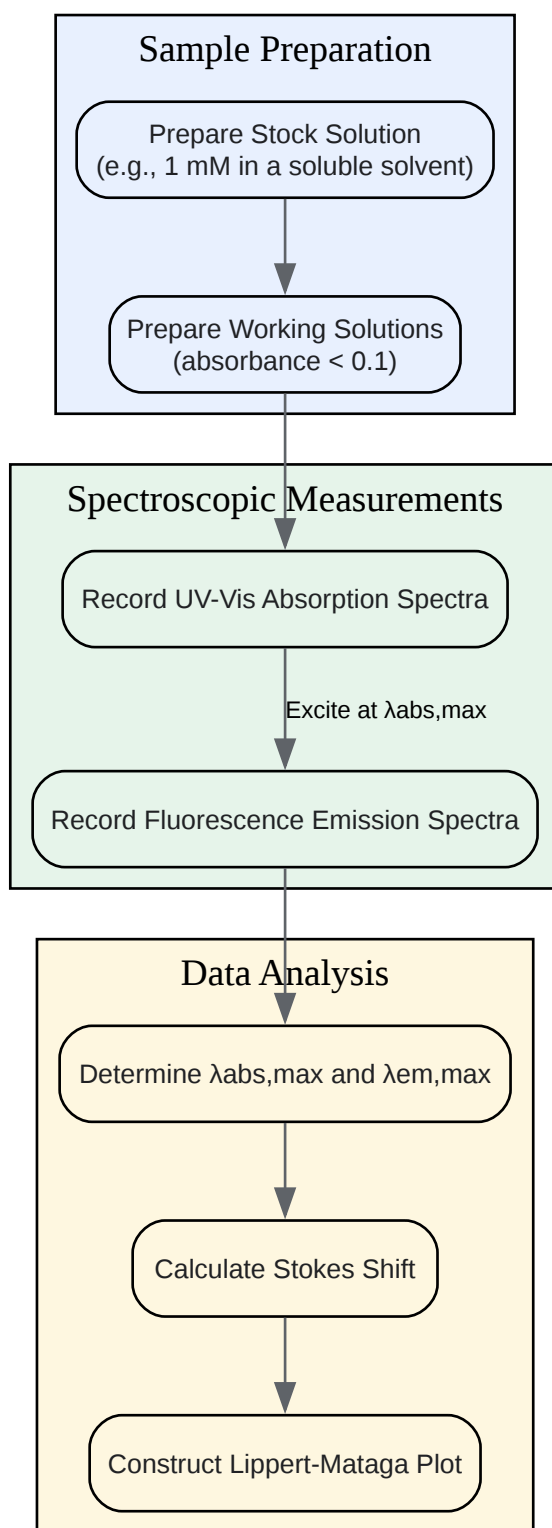 Sample Preparation
Prepare Stock Solution
(e.g., 1 mM in a soluble solvent)
Prepare Working Solutions
(absorbance < 0.1)
Spectroscopic Measurements
Record UV-Vis Absorption Spectra
Excite at λabs,max
Record Fluorescence Emission Spectra
Data Analysis
Determine λabs,max and λem,max
Calculate Stokes Shift
Construct Lippert-Mataga Plot